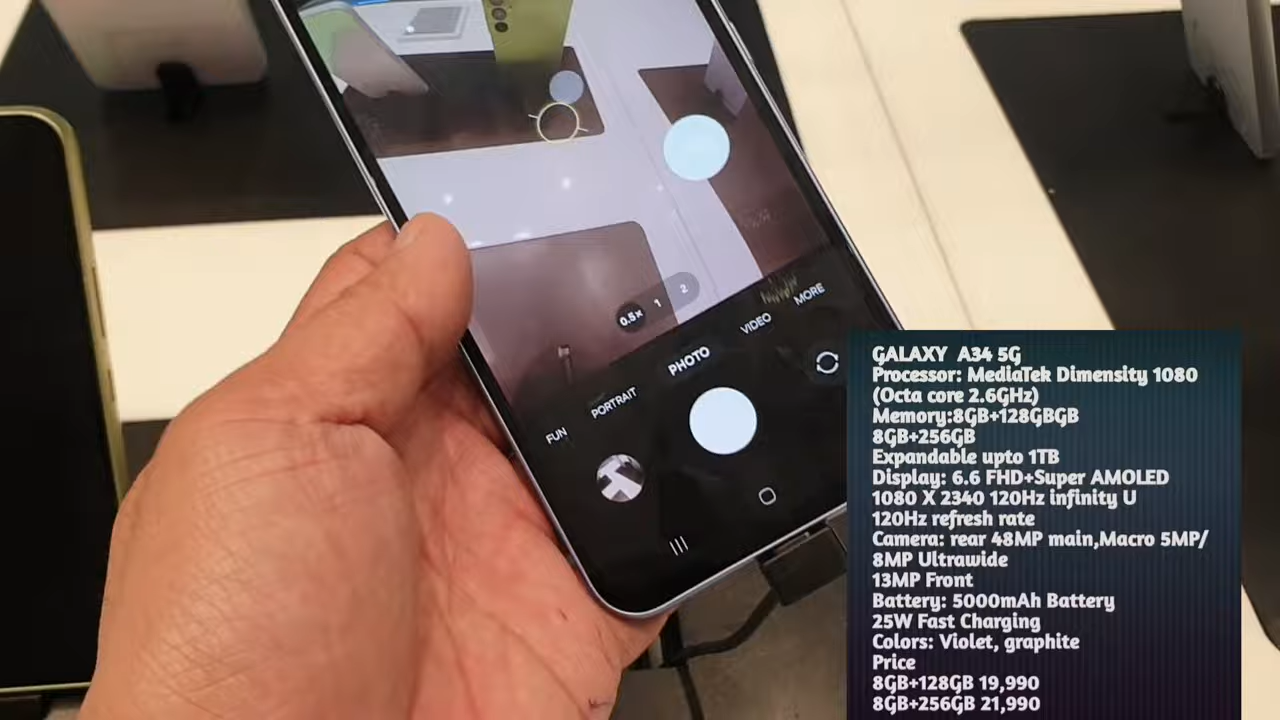 0.5×
1
2
FUN
PORTRAIT
PHOTO
VIDEO
MORE
GALAXY A34 5G
Processor: MediaTek Dimensity 1080
(Octa core 2.6GHz)
Memory:8GB+128GBGB
8GB+256GB
Expandable upto 1TB
Display: 6.6 FHD+Super AMOLED
1080 X 2340 120Hz infinity U
120Hz refresh rate
Camera: rear 48MP main,Macro 5MP/
8MP Ultrawide
13MP Front
Battery: 5000mAh Battery
25W Fast Charging
Colors: Violet, graphite
Price
8GB+128GB 19,990
8GB+256GB 21,990